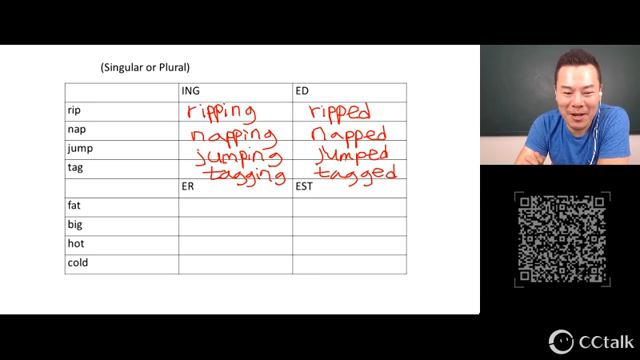 (Singular or Plural)
ING ED
rip ripping ripped
nap napping napped
jump jumping jumped
tag tagging tagged
ER EST
fat
big
hot
cold
CCtalk